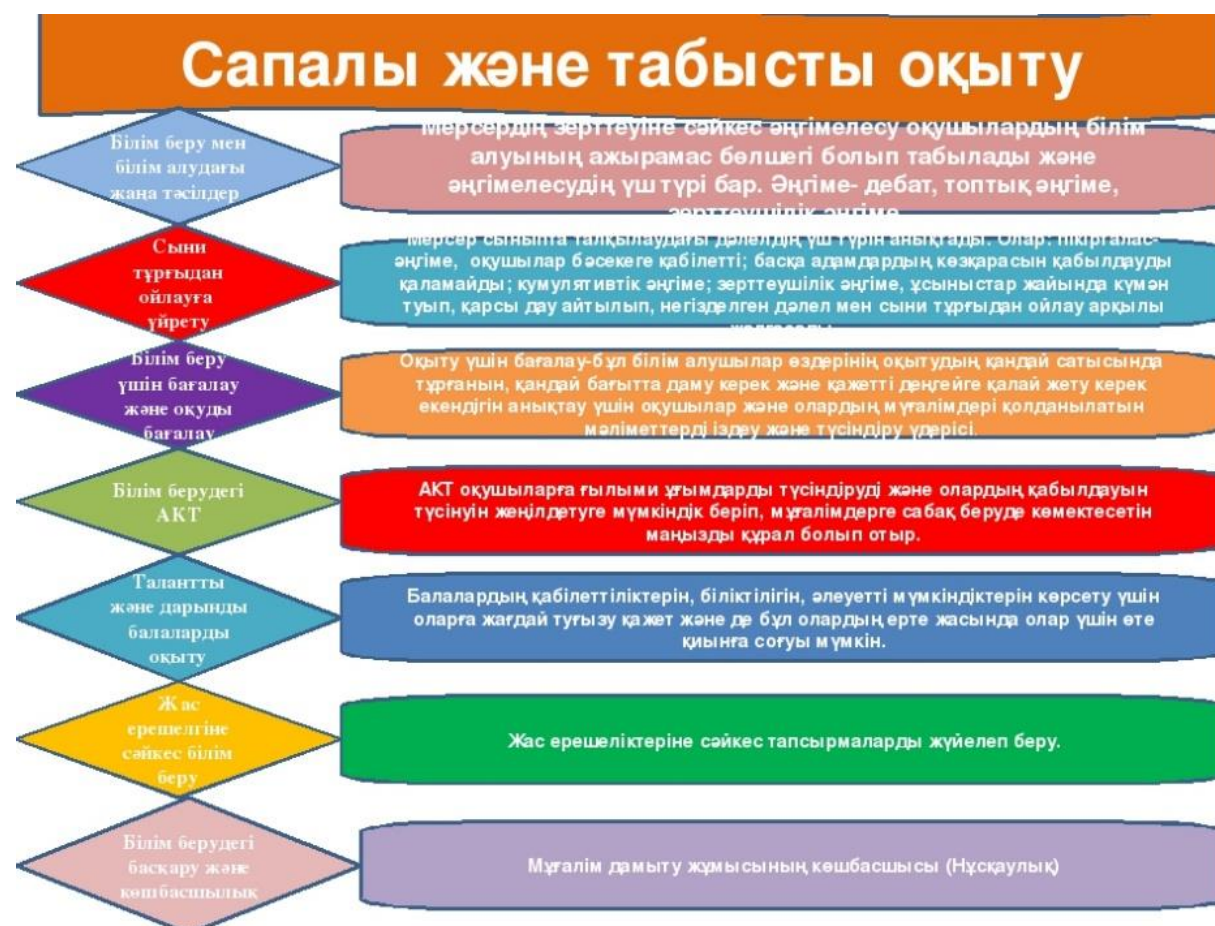 Сапалы және табысты оқыту
Білім беру мен
білім алудағы
жаңа тәсілдер
Мерсердің зерттеуіне сәйкес әңгімелесу оқушылардың білім
алуының ажырамас бөлшегі болып табылады және
әңгімелесудің үш түрі бар. Әңгіме- дебат, топтық әңгіме,
зерттеушілік әңгіме
Сыни
тұрғыдан
ойлауға
үйрету
Мерсер сыныпта талқылаудағы дәлелдің үш түрін анықтады. Олар: пікірталас-
әңгіме, оқушылар бәсекеге қабілетті; басқа адамдардың көзқарасын қабылдауды
қаламайды; кумулятивтік әңгіме; зерттеушілік әңгіме, ұсыныстар жайында күмән
туып, қарсы дау айтылып, негізделген дәлел мен сыни тұрғыдан ойлау арқылы
Білім беру
үшін бағалау
және оқуды
бағалау
Оқыту үшін бағалау-бұл білім алушылар өздерінің оқытудың қандай сатысында
тұрғанын, қандай бағытта даму керек және қажетті деңгейге қалай жету керек
екендігін анықтау үшін оқушылар және олардың мүғалімдері қолданылатын
мәліметтерді іздеу және түсіндіру үдерісі.
Білім берудегі
АКТ
АКТ оқушыларға ғылыми ұғымдарды түсіндіруді және олардың қабылдауын
түсінуін жеңілдетуге мүмкіндік беріп, мұғалімдерге сабақ беруде көмектесетін
маңызды құрал болып отыр.
Талантты
және дарынды
балаларды
оқыту
Балалардың қабілеттіліктерін, біліктілігін, әлеуетті мүмкіндіктерін көрсету үшін
оларға жағдай туғызу қажет және де бұл олардың ерте жасында олар үшін өте
қиынға соғуы мүмкін.
Жас
ерешелгіне
сәйкес білім
беру
Жас ерешеліктеріне сәйкес тапсырмаларды жүйелеп беру.
Білім берудегі
басқару және
көшбасшылық
Мұғалім дамыту жұмысының көшбасшысы (Нұсқаулық)